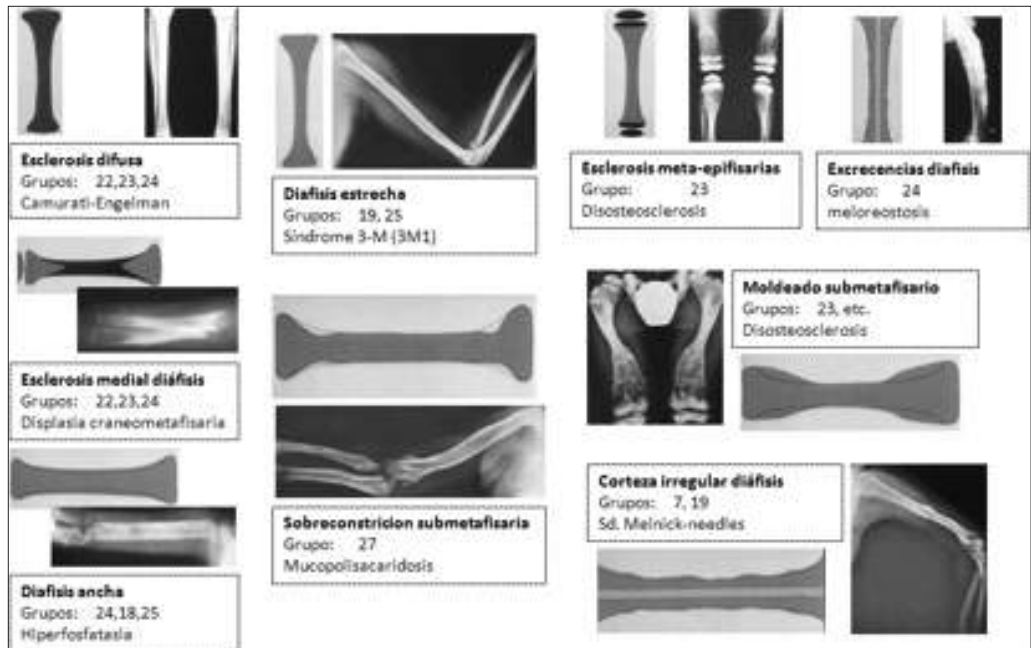 Esclerosis difusa
Grupos: 22,23,24
Camurati-Engelman
Esclerosis medial diáfisis
Grupos: 22,23,24
Displasia craneometafisaria
Diafisis ancha
Grupos: 24,18,25
Hiperfosfatasia
Diafisis estrecha
Grupos: 19, 25
Sindrome 3-M (3M1)
Sobreconstricion submetafisaria
Grupo: 27
Mucopolisacaridosis
Esclerosis meta-epifisarias
Grupo: 23
Disosteosclerosis
Excrecencias diafisis
Grupo: 24
meloreostosis
Moldeado submetafisario
Grupos: 23, etc.
Disosteosclerosis
Corteza irregular diáfisis
Grupos: 7, 19
Sd. Melnick-needles